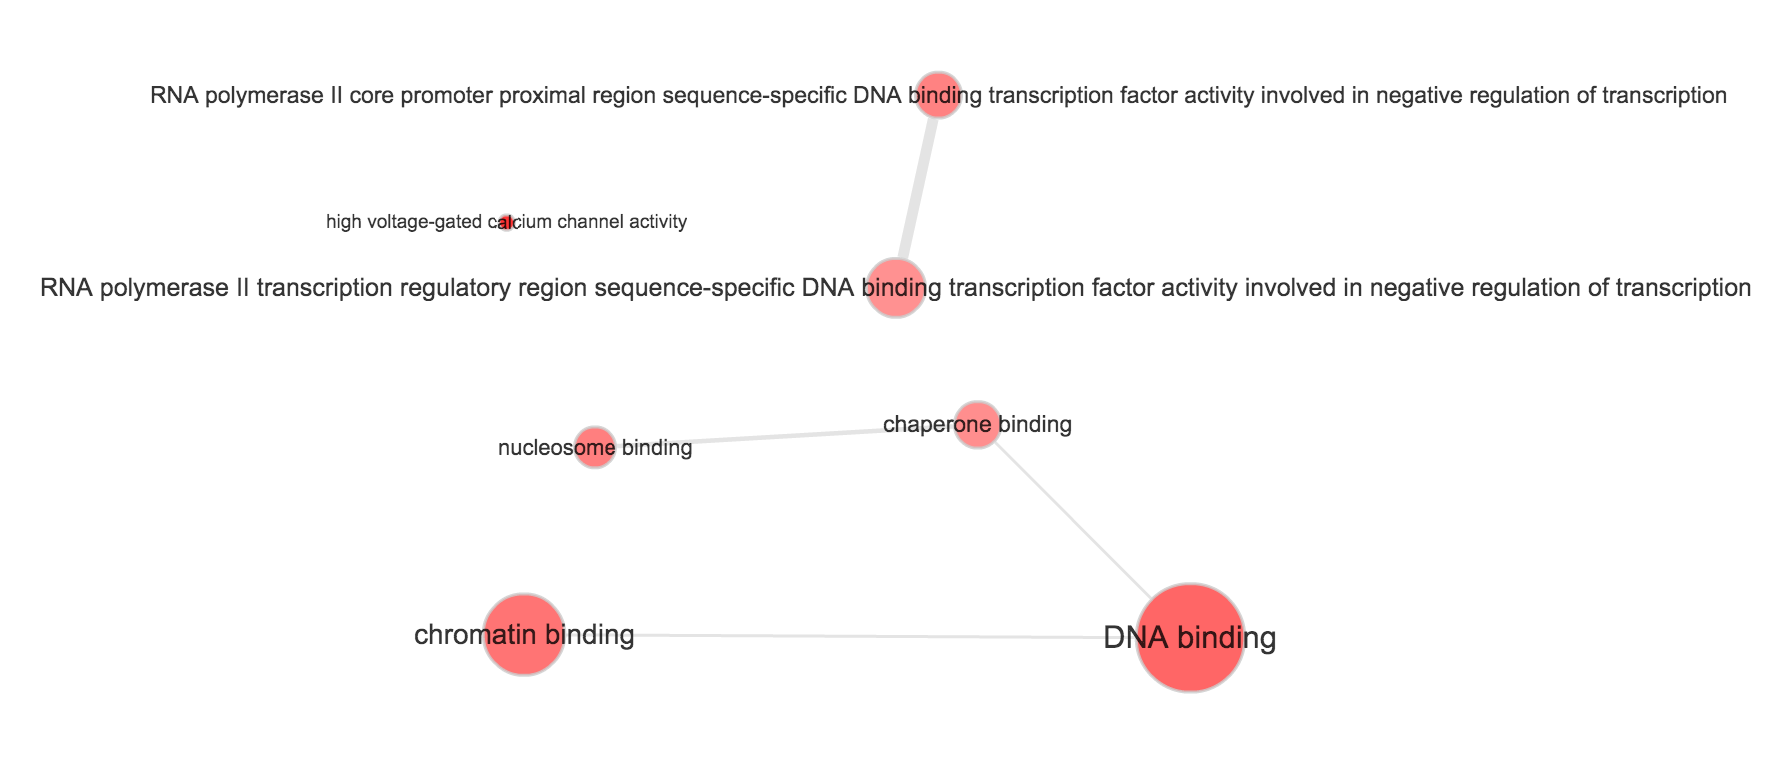 RNA polymerase II core promoter proximal region sequence-specific DNA binding transcription factor activity involved in negative regulation of transcription
high voltage-gated calcium channel activity
RNA polymerase II transcription regulatory region sequence-specific DNA binding transcription factor activity involved in negative regulation of transcription
chaperone binding
nucleosome binding
chromatin binding
DNA binding